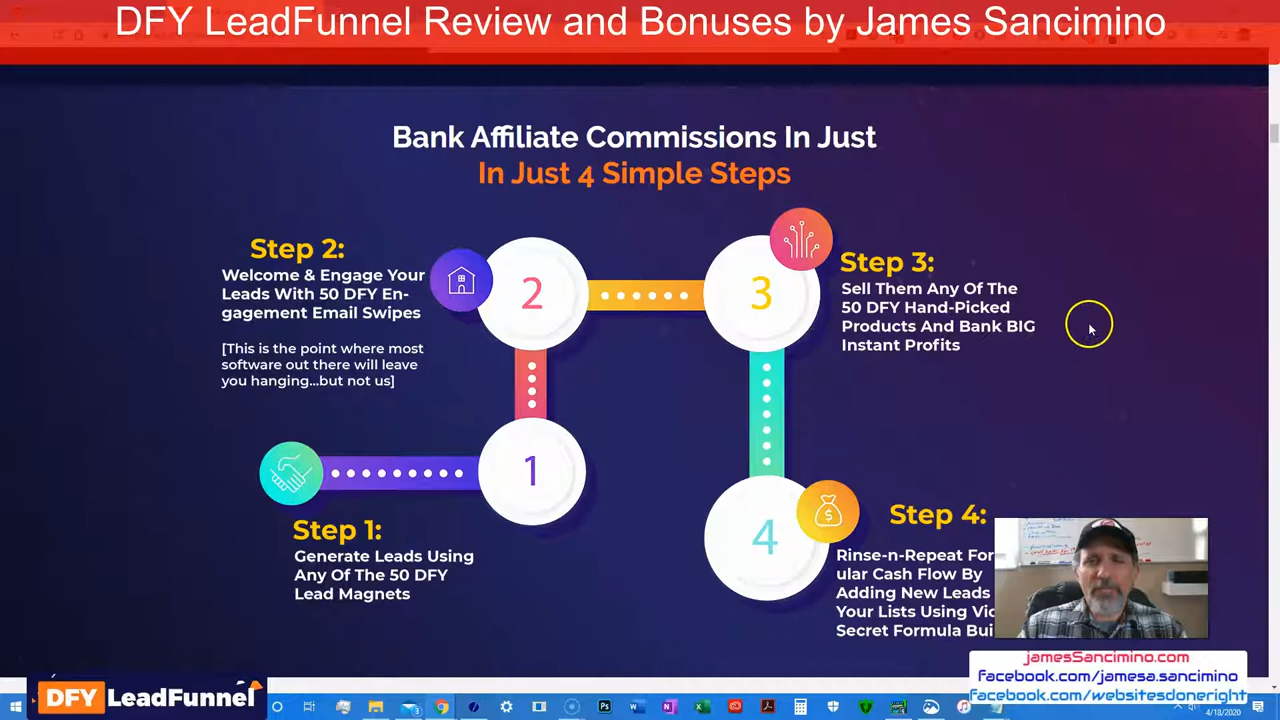 DFY LeadFunnel Review and Bonuses by James Sancimino
Bank Affiliate Commissions In Just
In Just 4 Simple Steps
Step 2:
Welcome & Engage Your
Leads With 50 DFY En-
gagement Email Swipes
[This is the point where most
software out there will leave
you hanging...but not us]
2
3
Step 3:
Sell Them Any Of The
50 DFY Hand-Picked
Products And Bank BIG
Instant Profits
1
Step 1:
Generate Leads Using
Any Of The 50 DFY
Lead Magnets
4
$
Step 4:
Rinse-n-Repeat For
ular Cash Flow By
Adding New Leads
Your Lists Using
Secret Formula
jamesSancimino.com
facebook.com/jamesa.sancimino
facebook.com/websitesdoneright
DFY LeadFunnel
4/18/2020